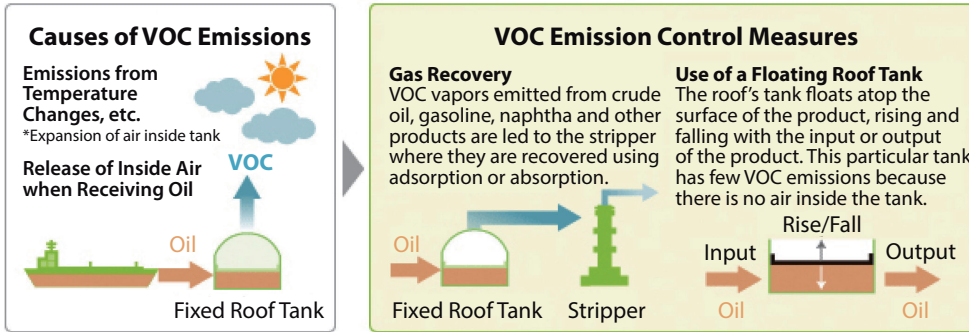 Causes of VOC Emissions
Emissions from
Temperature
Changes, etc.
*Expansion of air inside tank
Release of Inside Air
when Receiving Oil
VOC
Oil
Fixed Roof Tank
VOC Emission Control Measures
Gas Recovery
VOC vapors emitted from crude
oil, gasoline, naphtha and other
products are led to the stripper
where they are recovered using
adsorption or absorption.
Oil
Fixed Roof Tank
Stripper
Use of a Floating Roof Tank
The roof's tank floats atop the
surface of the product, rising and
falling with the input or output
of the product. This particular tank
has few VOC emissions because
there is no air inside the tank.
Rise/Fall
Input
Output
Oil
Oil